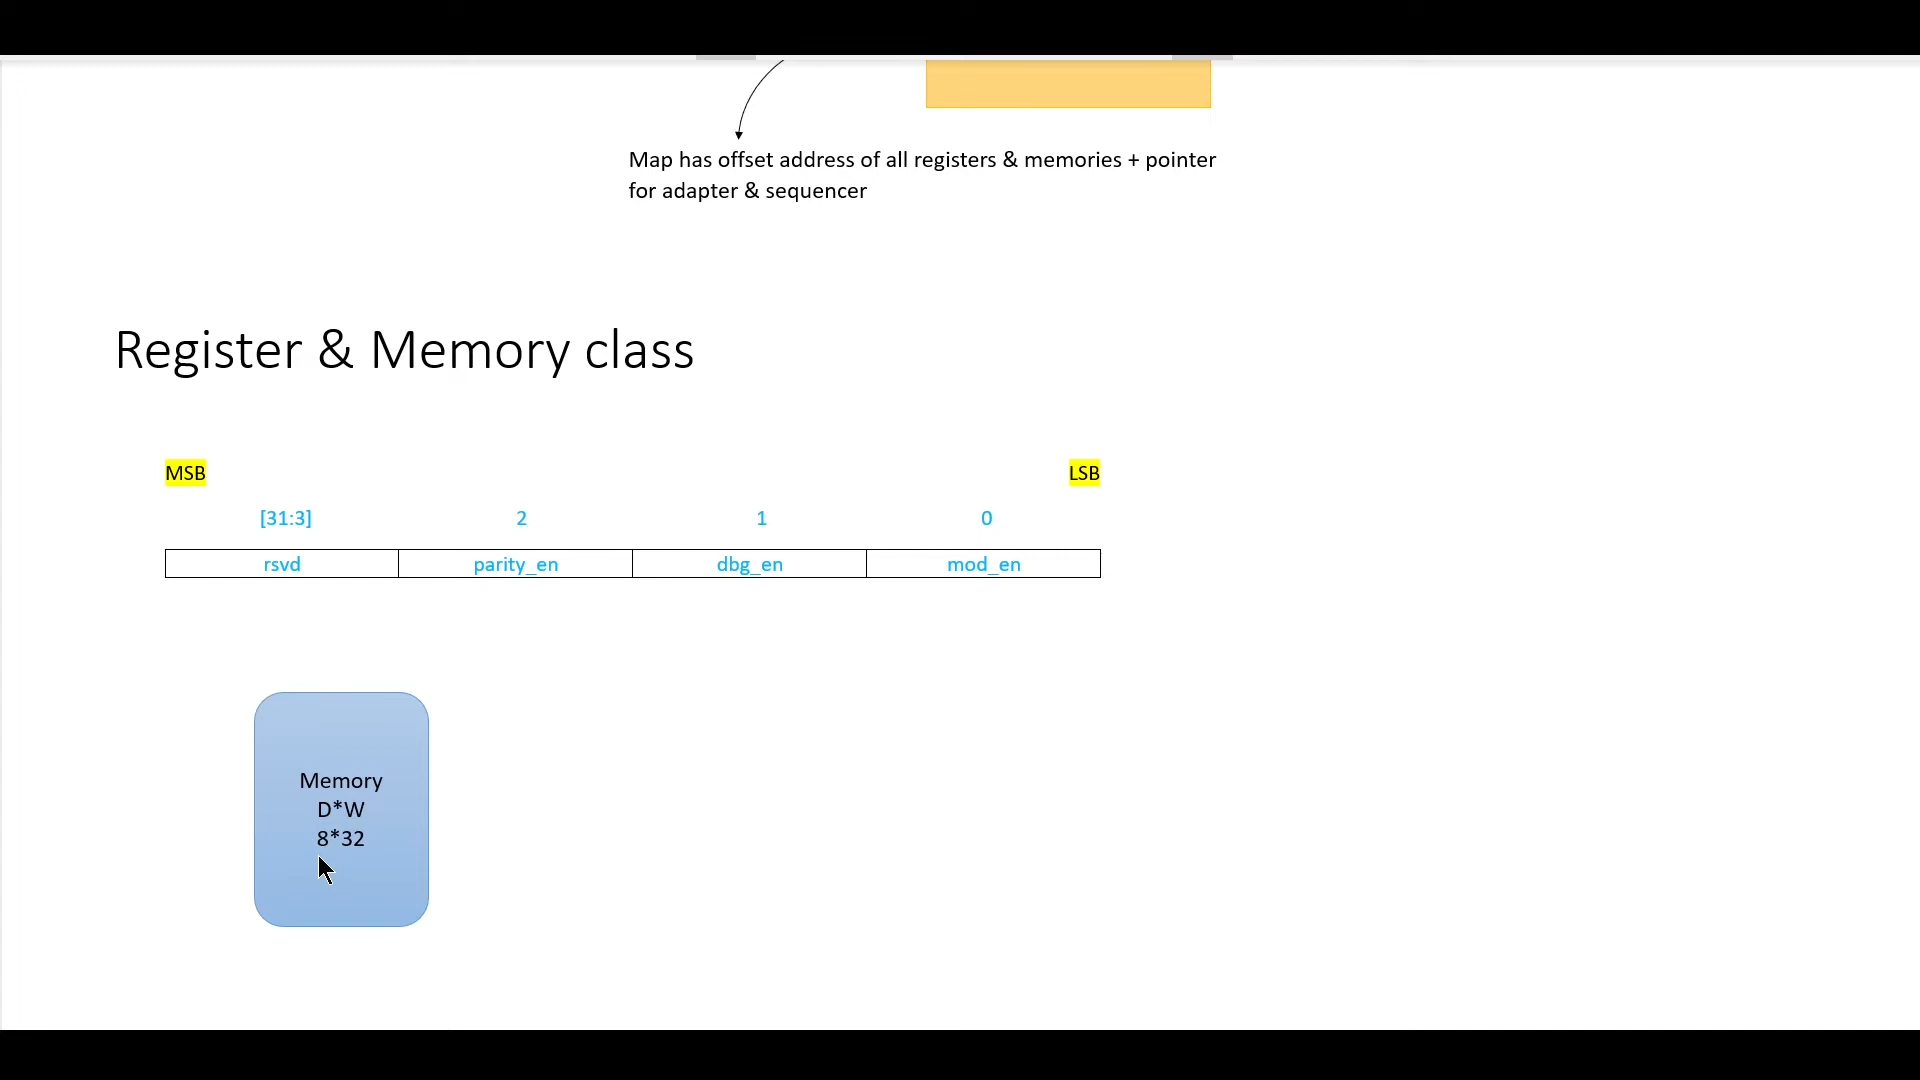 Map has offset address of all registers & memories + pointer
for adapter & sequencer
Register & Memory class
MSB LSB
[31:3] 2 1 0
rsvd parity_en dbg_en mod_en
Memory
D*W
8*32